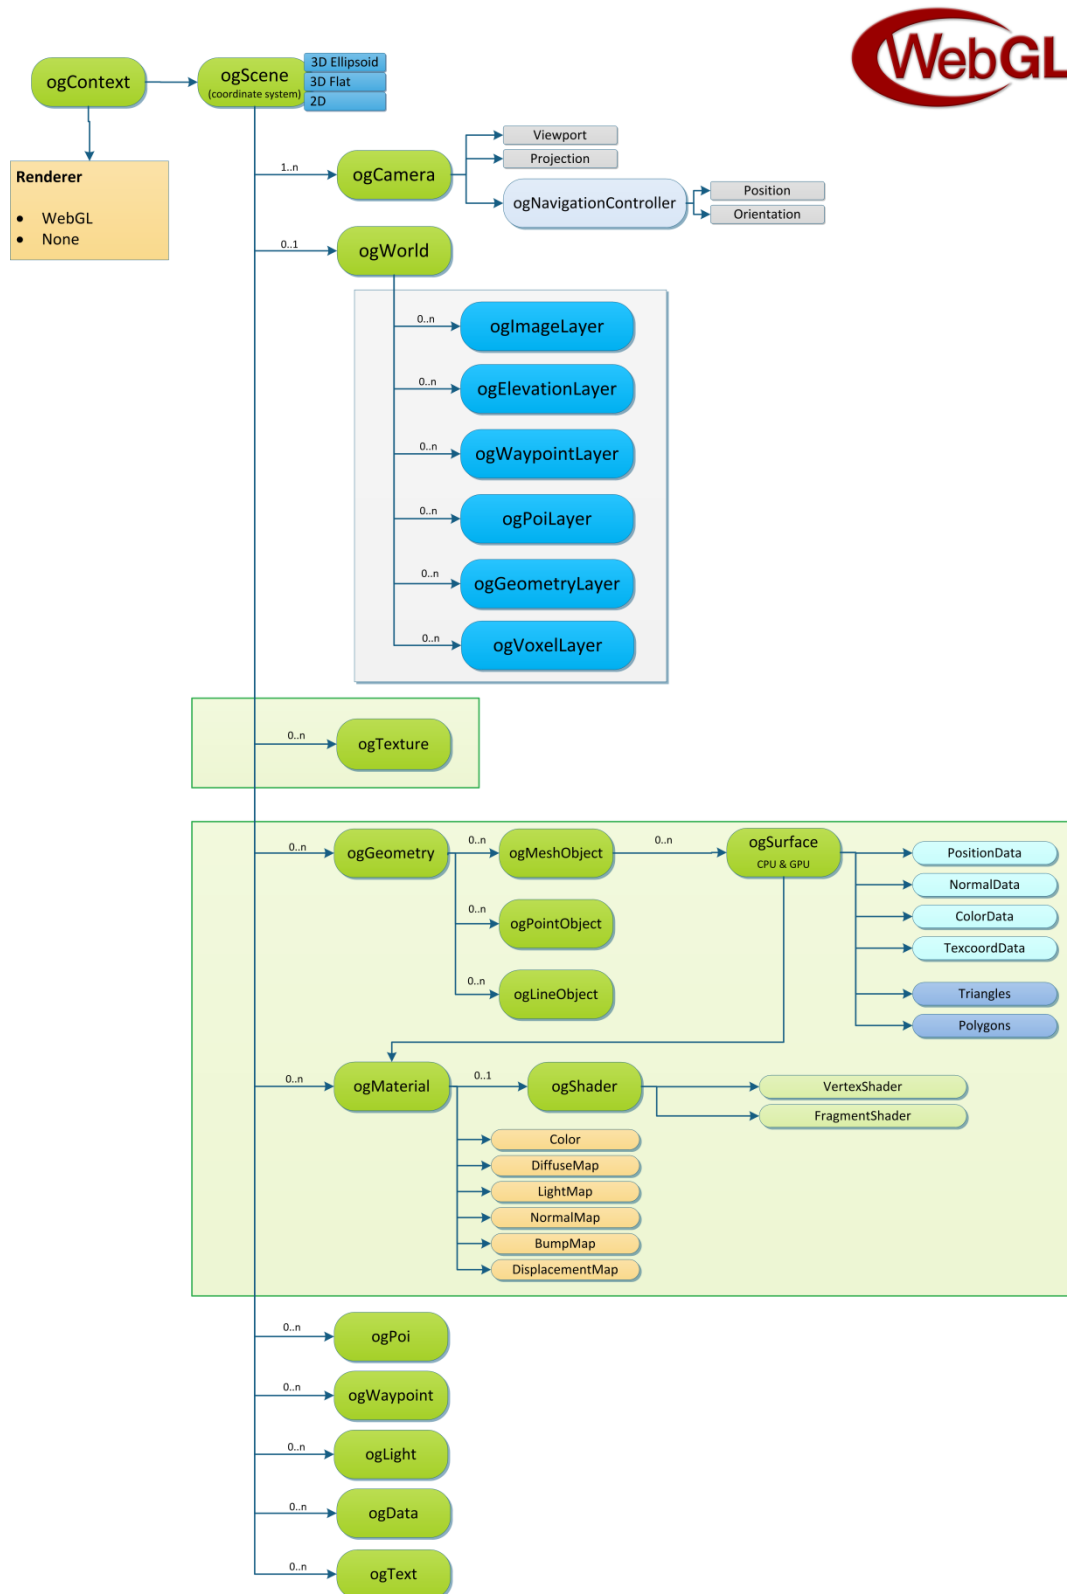 WebGL
ogContext
ogScene
(coordinate system)
3D Ellipsoid
3D Flat
2D
Renderer
• WebGL
• None
1..n
ogCamera
Viewport
Projection
ogNavigationController
Position
Orientation
0..1
ogWorld
0..n
ogImageLayer
0..n
ogElevationLayer
0..n
ogWaypointLayer
0..n
ogPoiLayer
0..n
ogGeometryLayer
0..n
ogVoxelLayer
0..n
ogTexture
0..n
ogGeometry
0..n
ogMeshObject
0..n
ogSurface
CPU & GPU
PositionData
NormalData
ColorData
TexcoordData
Triangles
Polygons
0..n
ogPointObject
0..n
ogLineObject
0..n
ogMaterial
0..1
ogShader
VertexShader
FragmentShader
Color
DiffuseMap
LightMap
NormalMap
BumpMap
DisplacementMap
0..n
ogPoi
0..n
ogWaypoint
0..n
ogLight
0..n
ogData
0..n
ogText